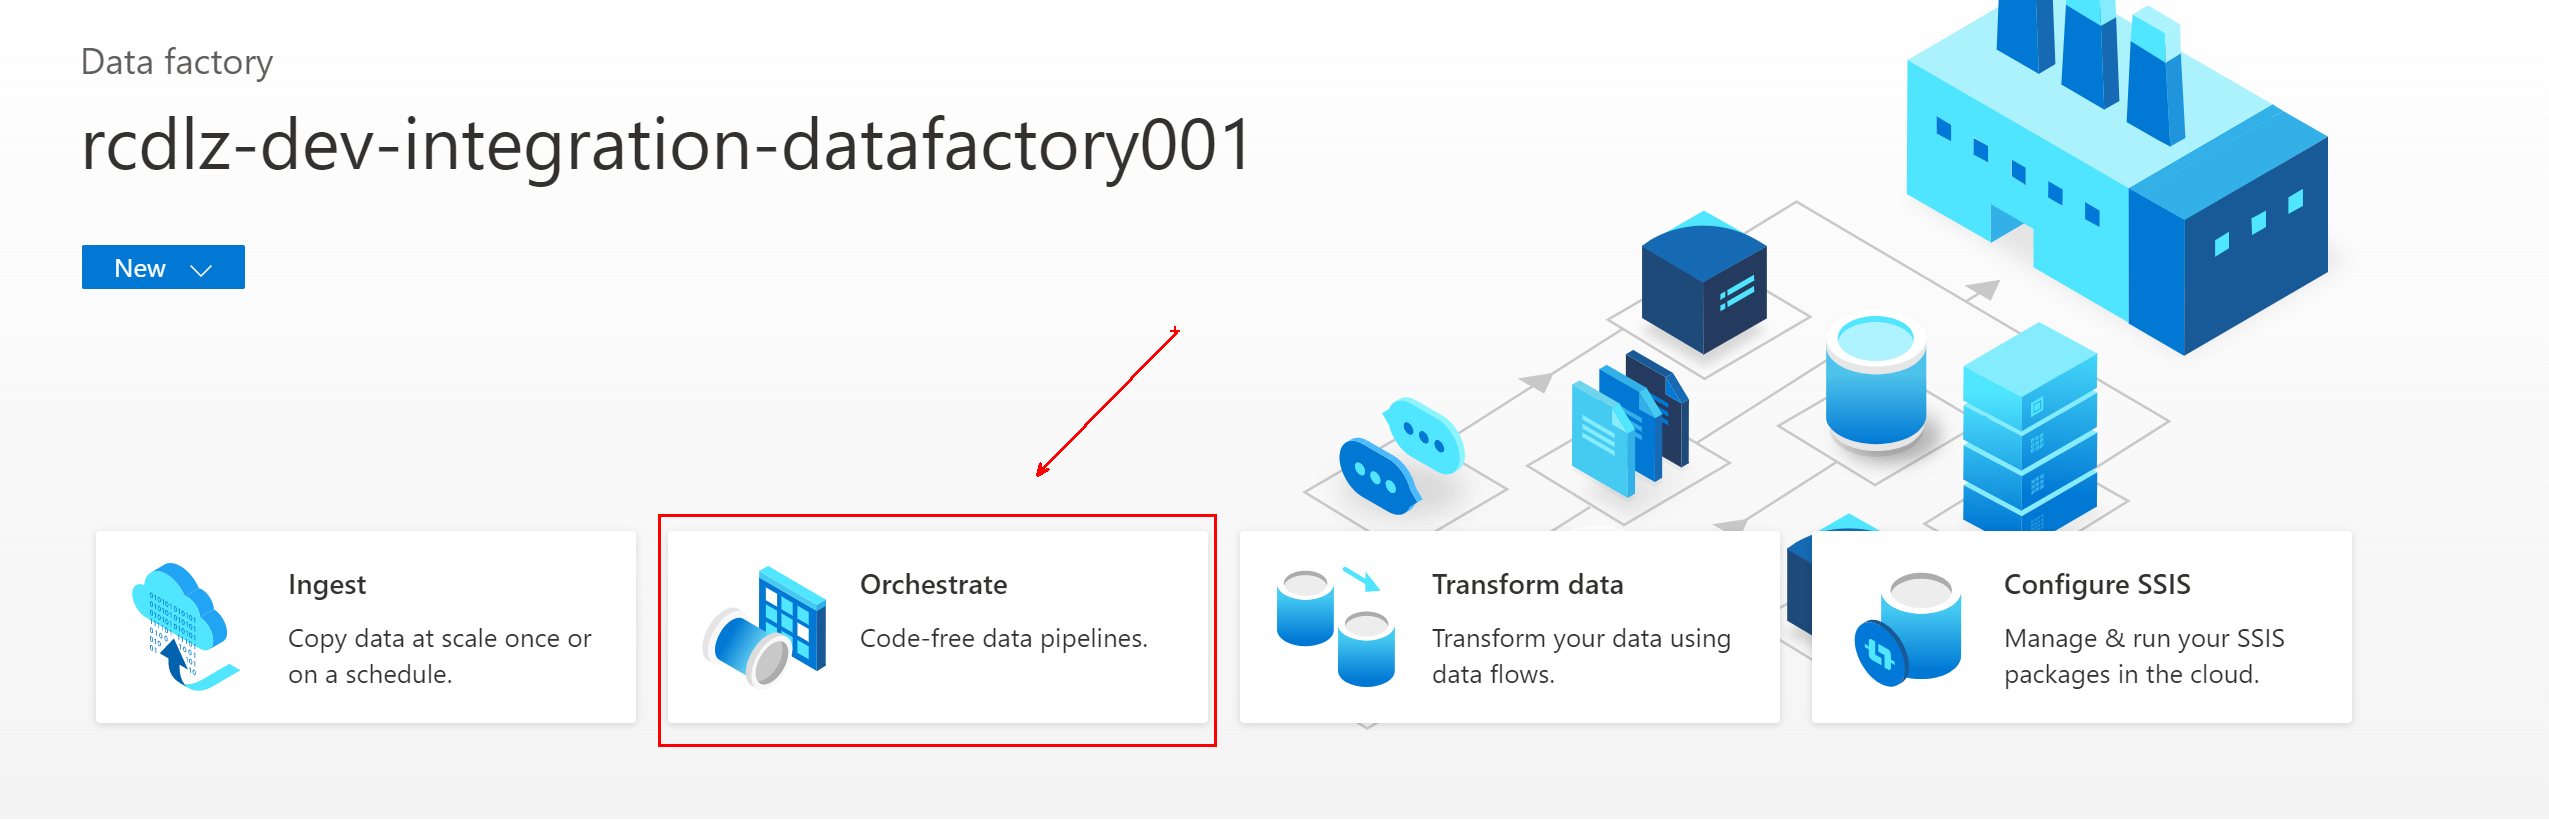 Data factory
rcdlz-dev-integration-datafactory001
New
Ingest
Copy data at scale once or
on a schedule.
Orchestrate
Code-free data pipelines.
Transform data
Transform your data using
data flows.
Configure SSIS
Manage & run your SSIS
packages in the cloud.